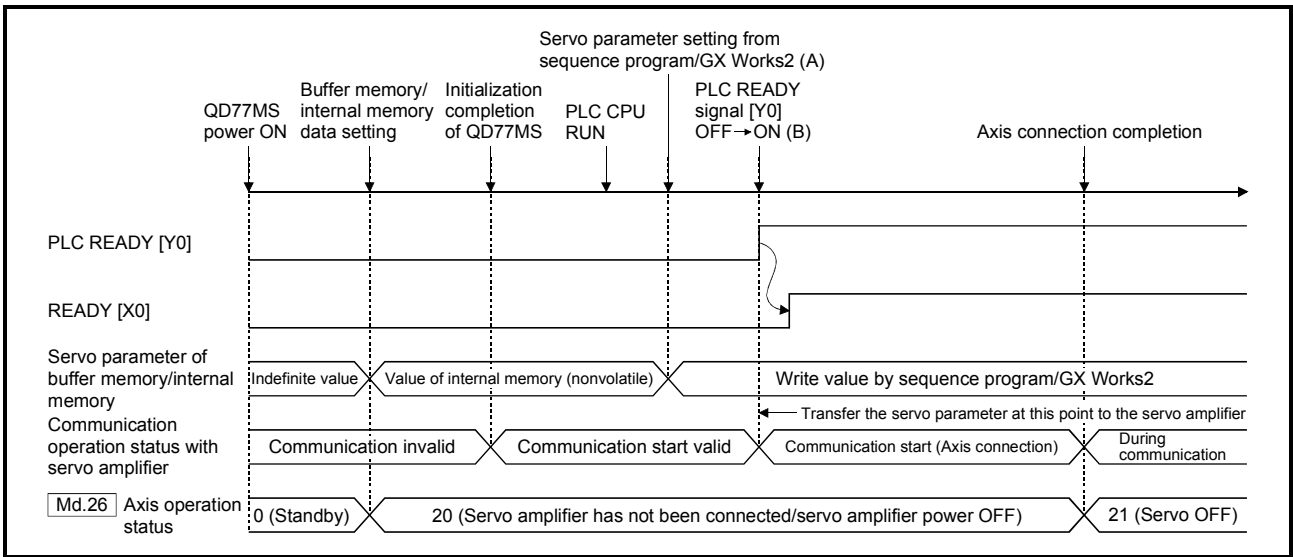 Servo parameter setting from
sequence program/GX Works2 (A)
QD77MS
power ON
Buffer memory/
internal memory
data setting
Initialization
completion
of QD77MS
PLC CPU
RUN
PLC READY
signal [Y0]
OFF→ON (B)
Axis connection completion
PLC READY [Y0]
READY [X0]
Servo parameter of
buffer memory/internal
memory
Indefinite value
Value of internal memory (nonvolatile)
Write value by sequence program/GX Works2
Transfer the servo parameter at this point to the servo amplifier
Communication
operation status with
servo amplifier
Communication invalid
Communication start valid
Communication start (Axis connection)
During
communication
Md.26 Axis operation
status
0 (Standby)
20 (Servo amplifier has not been connected/servo amplifier power OFF)
21 (Servo OFF)